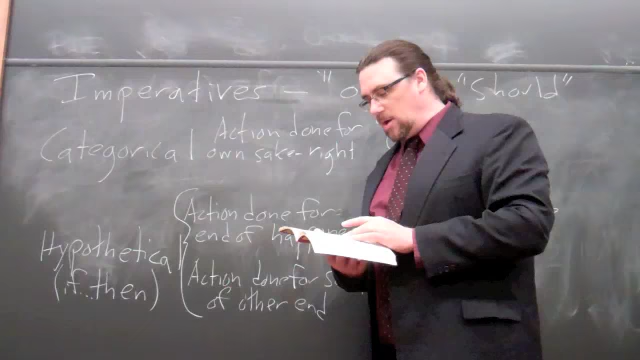 Imperatives - "o "Should"
Categorical
Action done for
own sake-right
Hypothetical
(if...then)
Action done for
end of
Action done for
of other end